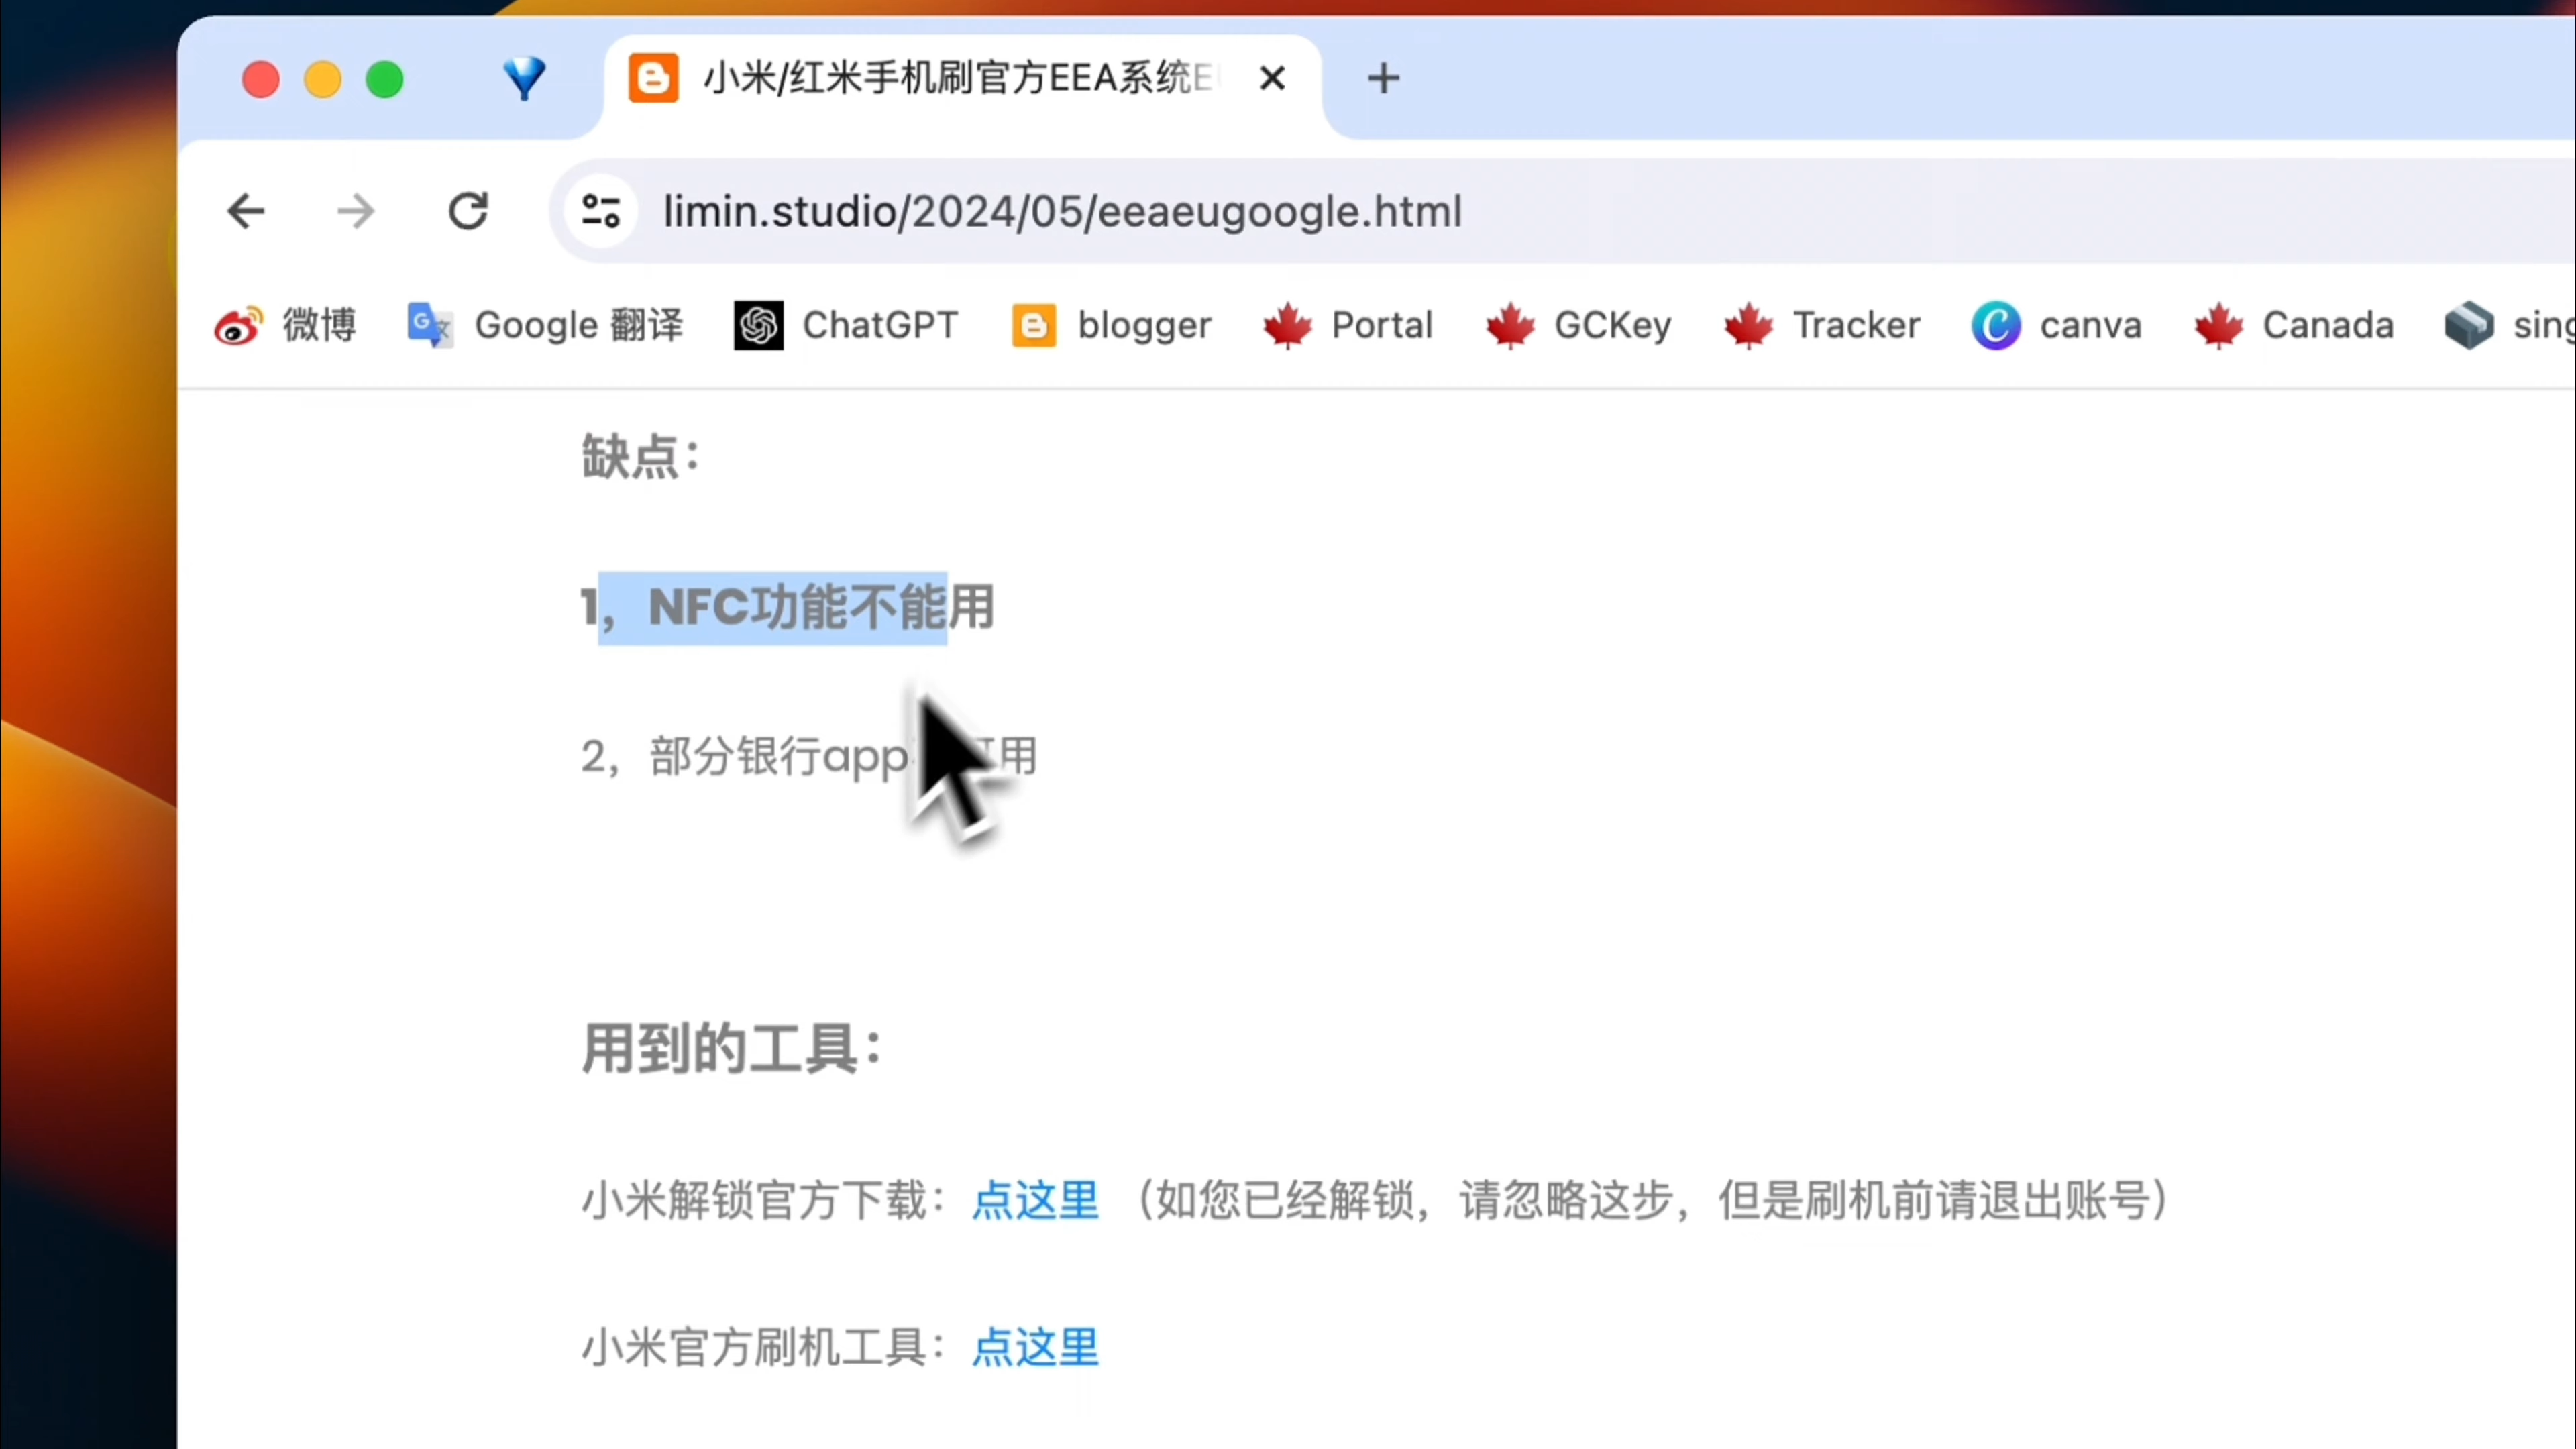 小米/红米手机刷官方EEA系统E
limin.studio/2024/05/eeaeugoogle.html
微博 Google 翻译 ChatGPT blogger Portal GCKey Tracker canva Canada sing
缺点：
1，NFC功能不能用
2，部分银行app 用
用到的工具：
小米解锁官方下载：点这里 （如您已经解锁，请忽略这步，但是刷机前请退出账号）
小米官方刷机工具：点这里